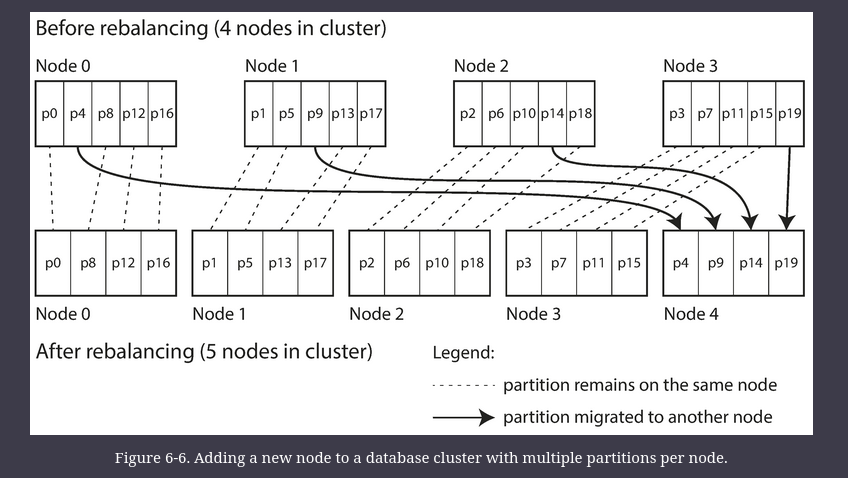 Before rebalancing (4 nodes in cluster)
Node 0 Node 1 Node 2 Node 3
p0 p4 p8 p12 p16 p1 p5 p9 p13 p17 p2 p6 p10 p14 p18 p3 p7 p11 p15 p19
p0 p8 p12 p16 p1 p5 p13 p17 p2 p6 p10 p18 p3 p7 p11 p15 p4 p9 p14 p19
Node 0 Node 1 Node 2 Node 3 Node 4
After rebalancing (5 nodes in cluster)
Legend:
partition remains on the same node
partition migrated to another node
Figure 6-6. Adding a new node to a database cluster with multiple partitions per node.